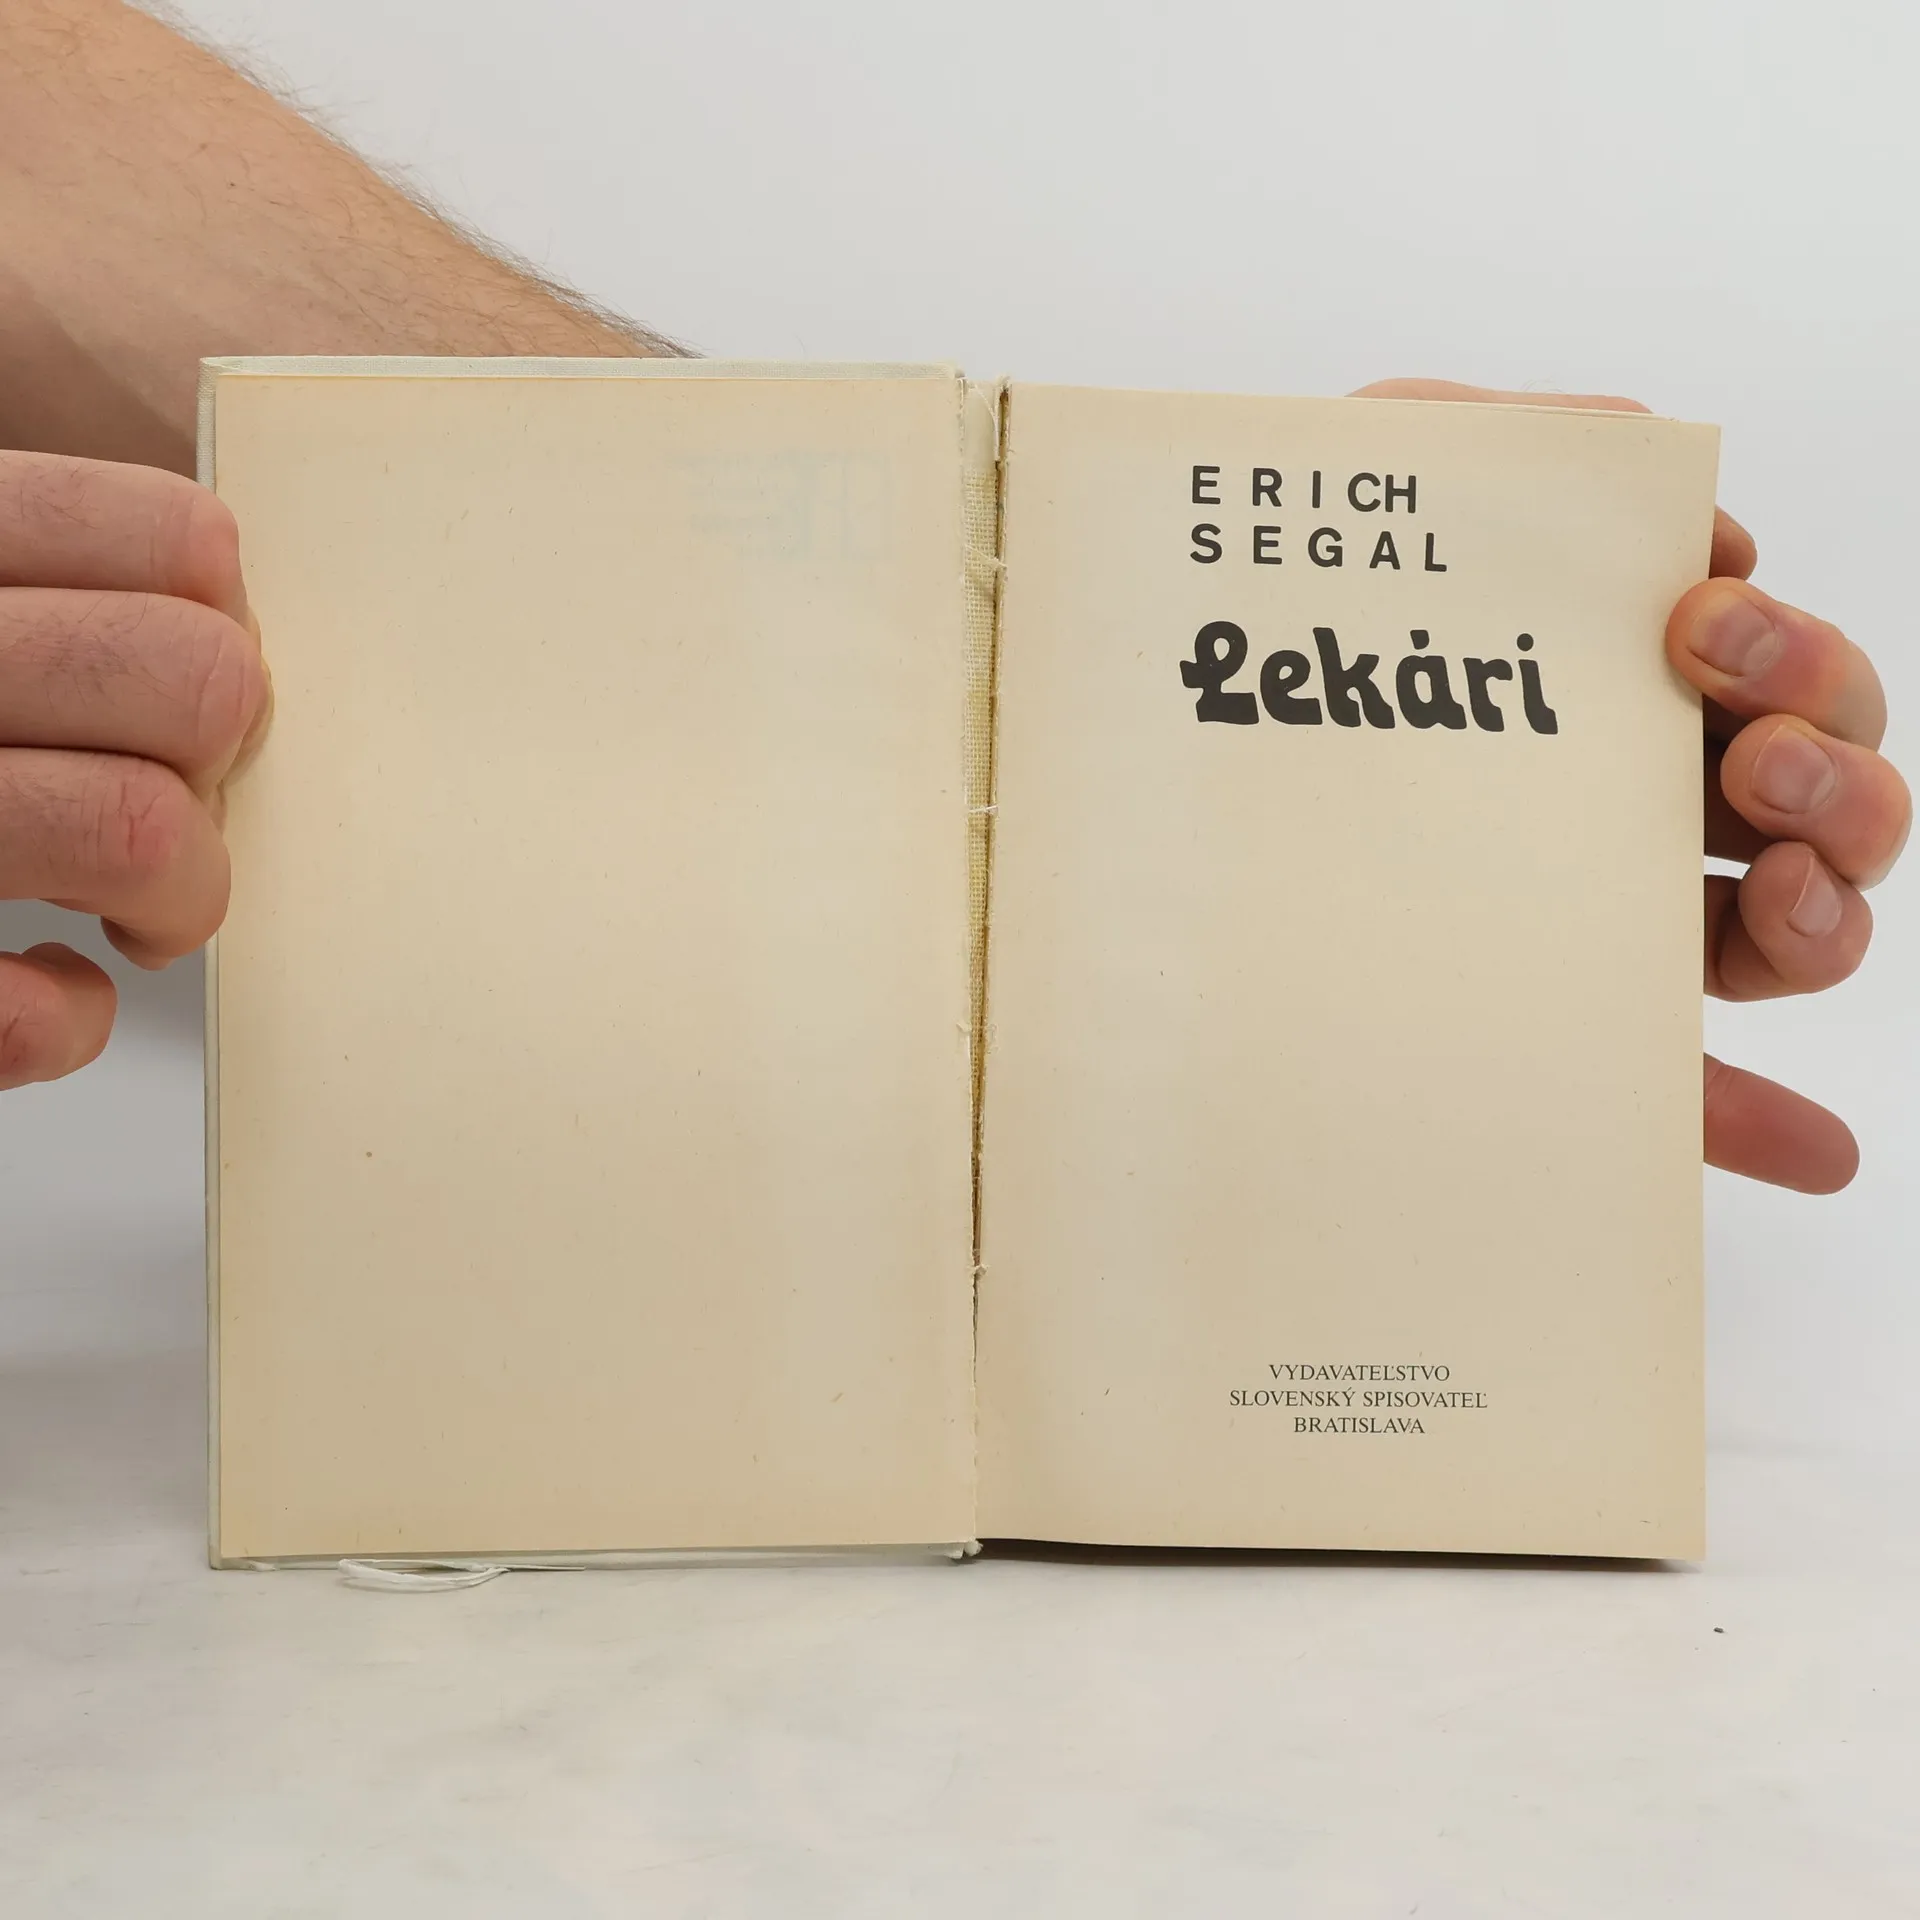 ERICH
SEGAL
Lekári
VYDAVATEĽSTVO
SLOVENSKÝ SPISOVATEĽ
BRATISLAVA